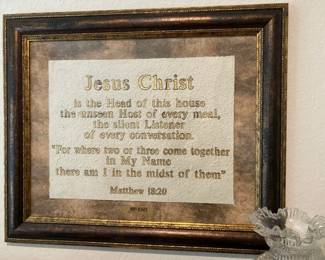 Jesus Christ
is the Head of this house
the unseen Host of every meal,
the silent Listener
of every conversation.
"For where two or three come together
in My Name
there am I in the midst of them"
Matthew 18:20